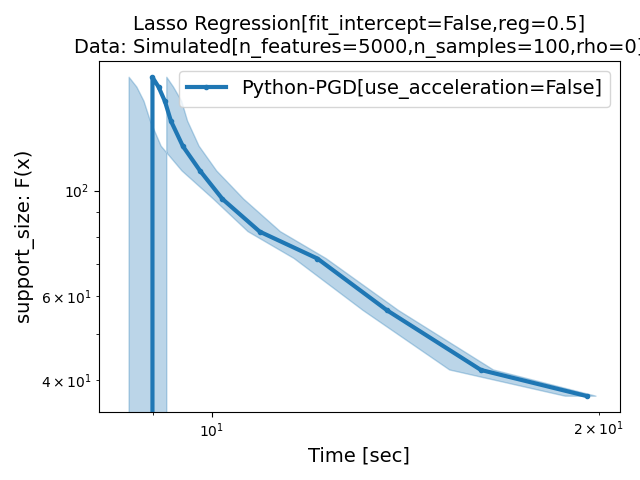 Lasso Regression[fit_intercept=False,reg=0.5]
Data: Simulated[n_features=5000,n_samples=100,rho=0]
Python-PGD[use_acceleration=False]
support_size: F(x)
10²
6 × 10¹
4 × 10¹
10¹
2 × 10¹
Time [sec]